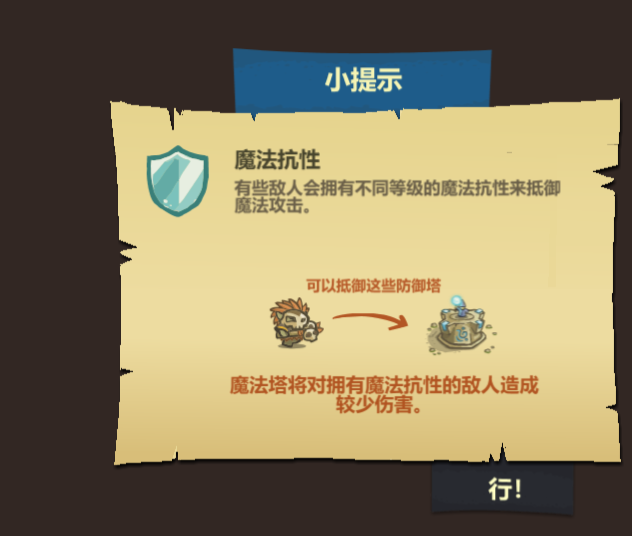 小提示
魔法抗性
有些敌人会拥有不同等级的魔法抗性来抵御
魔法攻击。
可以抵御这些防御塔
魔法塔将对拥有魔法抗性的敌人造成
较少伤害。
行!